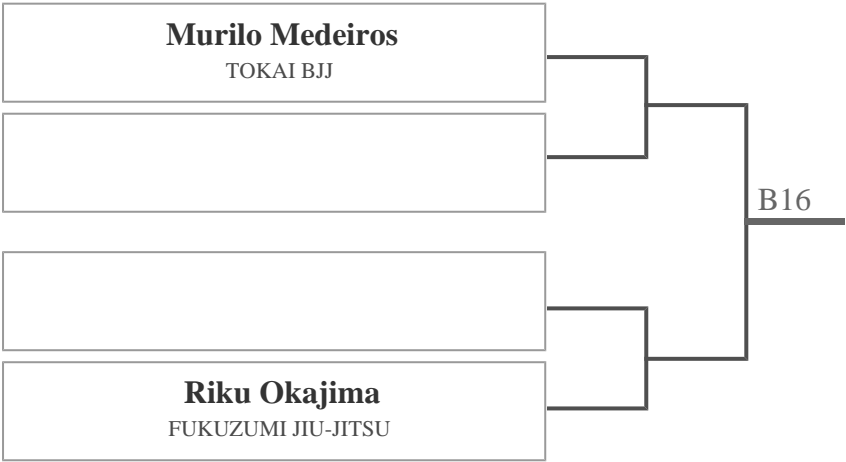 Murilo Medeiros
TOKAI BJJ
B16
Riku Okajima
FUKUZUMI JIU-JITSU